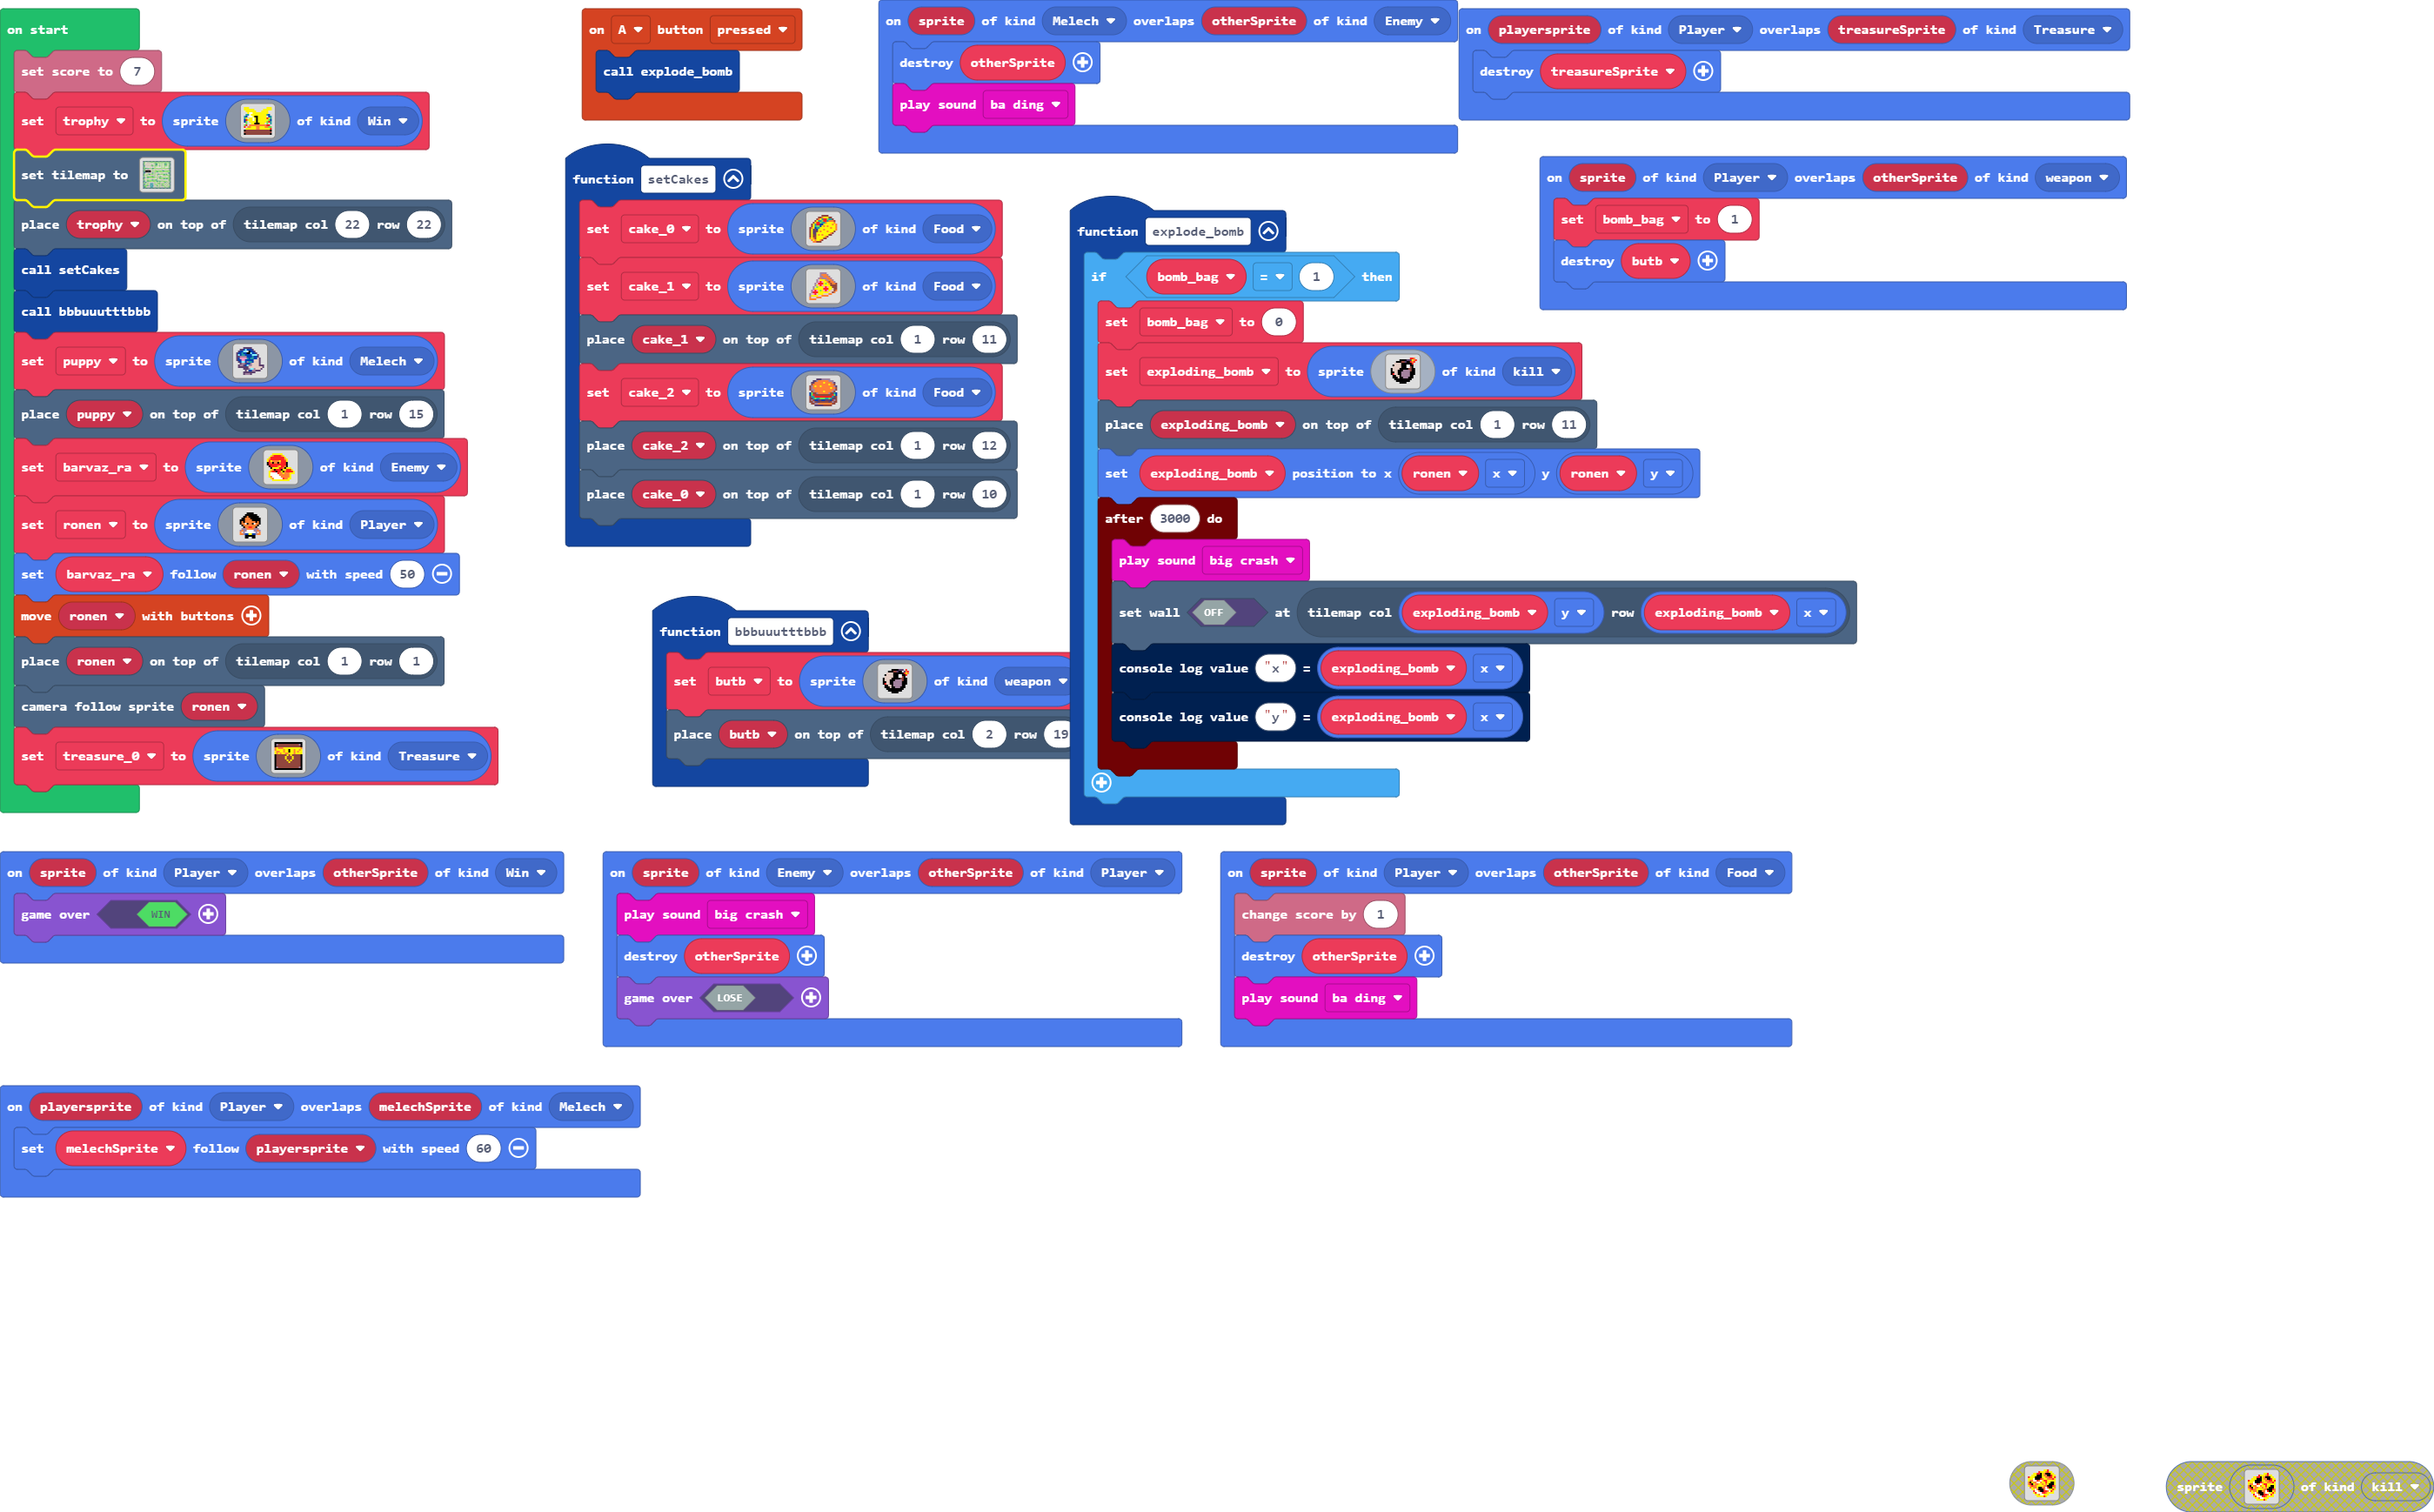 on start
set score to 7
set trophy to sprite of kind Win
set tilemap to
place trophy on top of tilemap col 22 row 22
call setCakes
call bbbuuutttbbb
set puppy to sprite of kind Melech
place puppy on top of tilemap col 1 row 15
set barvaz_ra to sprite of kind Enemy
set ronen to sprite of kind Player
set barvaz_ra follow ronen with speed 50
move ronen with buttons
place ronen on top of tilemap col 1 row 1
camera follow sprite ronen
set treasure_0 to sprite of kind Treasure
on A button pressed
call explode_bomb
function setCakes
set cake_0 to sprite of kind Food
set cake_1 to sprite of kind Food
place cake_1 on top of tilemap col 1 row 11
set cake_2 to sprite of kind Food
place cake_2 on top of tilemap col 1 row 12
place cake_0 on top of tilemap col 1 row 10
function bbbuuutttbbb
set butb to sprite of kind weapon
place butb on top of tilemap col 2 row 19
on sprite of kind Melech overlaps otherSprite of kind Enemy
destroy otherSprite
play sound ba ding
function explode_bomb
if bomb_bag = 1 then
set bomb_bag to 0
set exploding_bomb to sprite of kind kill
place exploding_bomb on top of tilemap col 1 row 11
set exploding_bomb position to x ronen x y ronen y
after 3000 do
play sound big crash
set wall OFF at tilemap col exploding_bomb y row exploding_bomb x
console log value "x" = exploding_bomb x
console log value "y" = exploding_bomb x
on playersprite of kind Player overlaps treasureSprite of kind Treasure
destroy treasureSprite
on sprite of kind Player overlaps otherSprite of kind weapon
set bomb_bag to 1
destroy butb
on sprite of kind Player overlaps otherSprite of kind Win
game over WIN
on sprite of kind Enemy overlaps otherSprite of kind Player
play sound big crash
destroy otherSprite
game over LOSE
on sprite of kind Player overlaps otherSprite of kind Food
change score by 1
destroy otherSprite
play sound ba ding
on playersprite of kind Player overlaps melechSprite of kind Melech
set melechSprite follow playersprite with speed 60
sprite of kind kill